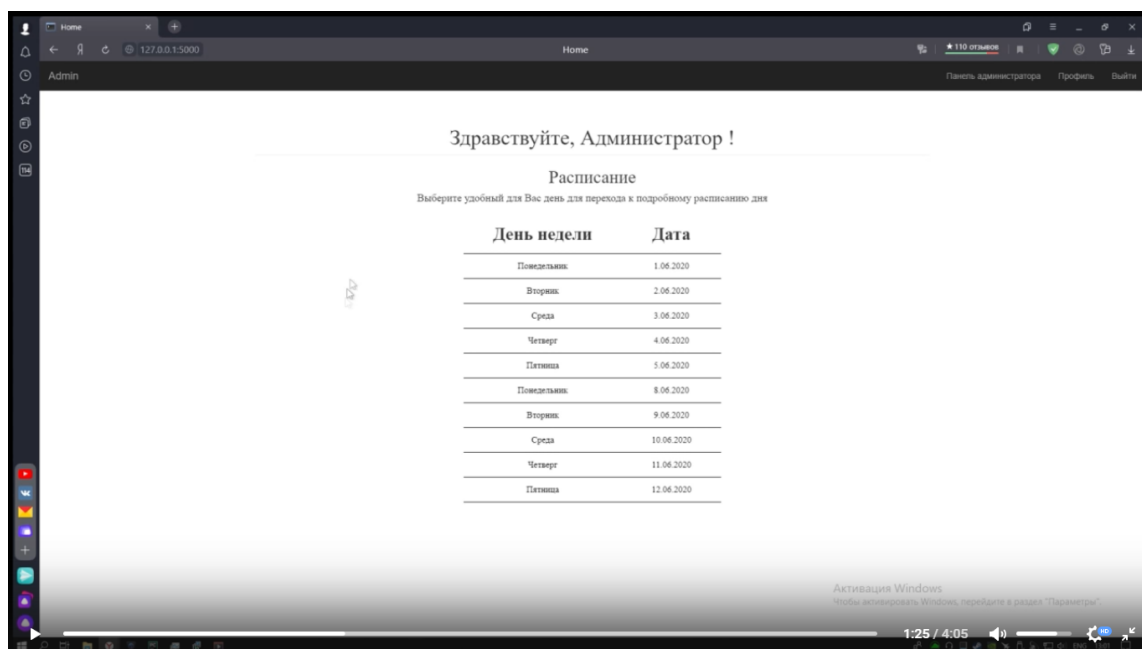 Home
127.0.0.1:5000
Home
★ 110 отзывов
Admin
Панель администратора Профиль Выйти
114
Здравствуйте, Администратор !
Расписание
Выберите удобный для Вас день для перехода к подробному расписанию дня
День недели Дата
Понедельник 1.06.2020
Вторник 2.06.2020
Среда 3.06.2020
Четверг 4.06.2020
Пятница 5.06.2020
Понедельник 8.06.2020
Вторник 9.06.2020
Среда 10.06.2020
Четверг 11.06.2020
Пятница 12.06.2020
Активация Windows
Чтобы активировать Windows, перейдите в раздел "Параметры".
1:25 / 4:05
HD